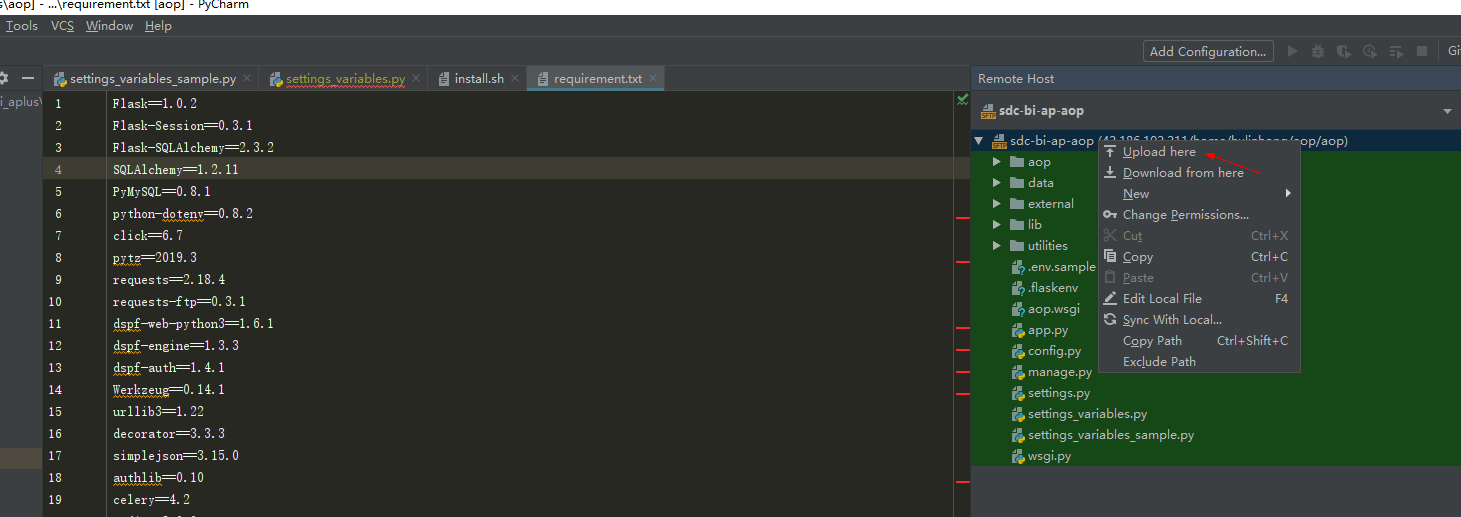 s\aop] - ...\requirement.txt [aop] - PyCharm
Tools VCS Window Help
Add Configuration...
settings_variables_sample.py settings_variables.py install.sh requirement.txt
Remote Host
i_aplus\
sdc-bi-ap-aop
1 Flask==1.0.2
2 Flask-Session==0.3.1
3 Flask-SQLAlchemy==2.3.2
4 SQLAlchemy==1.2.11
5 PyMySQL==0.8.1
6 python-dotenv==0.8.2
7 click==6.7
8 pytz==2019.3
9 requests==2.18.4
10 requests-ftp==0.3.1
11 dspf-web-python3==1.6.1
12 dspf-engine==1.3.3
13 dspf-auth==1.4.1
14 Werkzeug==0.14.1
15 urllib3==1.22
16 decorator==3.3.3
17 simplejson==3.15.0
18 authlib==0.10
19 celery==4.2
SFTP
sdc-bi-ap-aop
aop
data
external
lib
utilities
.env.sample
.flaskenv
aop.wsgi
app.py
config.py
manage.py
settings.py
settings_variables.py
settings_variables_sample.py
wsgi.py
Upload here
Download from here
New
Change Permissions...
Cut Ctrl+X
Copy Ctrl+C
Paste Ctrl+V
Edit Local File F4
Sync With Local...
Copy Path Ctrl+Shift+C
Exclude Path